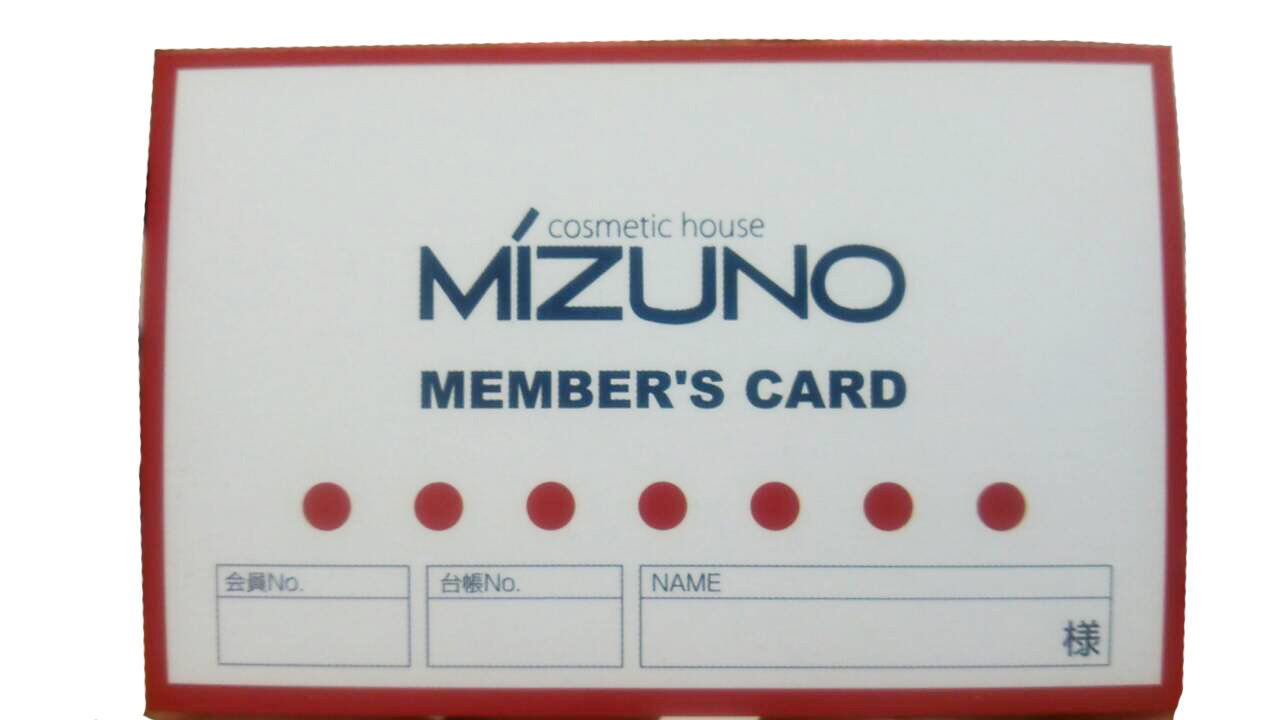 cosmetic house
MÍZUNO
MEMBER'S CARD
会員No.
台帳No.
NAME
様